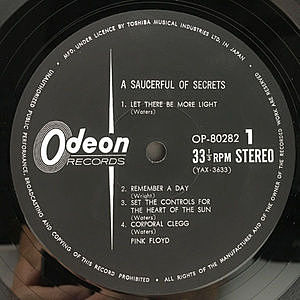 MFD. UNDER LICENCE BY TOSHIBA MUSICAL INDUSTRIES LTD. IN JAPAN.
UNAUTHORIZED PUBLIC PERFORMANCE, BROADCASTING AND COPYING OF THIS RECORD PROHIBITED
ALL RIGHTS OF THE MANUFACTURER AND OF THE OWNER OF THE RECORDED WORK RESERVED
A SAUCERFUL OF SECRETS
1. LET THERE BE MORE LIGHT
(Waters)
Odeon
RECORDS
OP-80282 1
33⅓ RPM STEREO
(YAX-3633)
2. REMEMBER A DAY
(Wright)
3. SET THE CONTROLS FOR
THE HEART OF THE SUN
(Waters)
4. CORPORAL CLEGG
(Waters)
PINK FLOYD